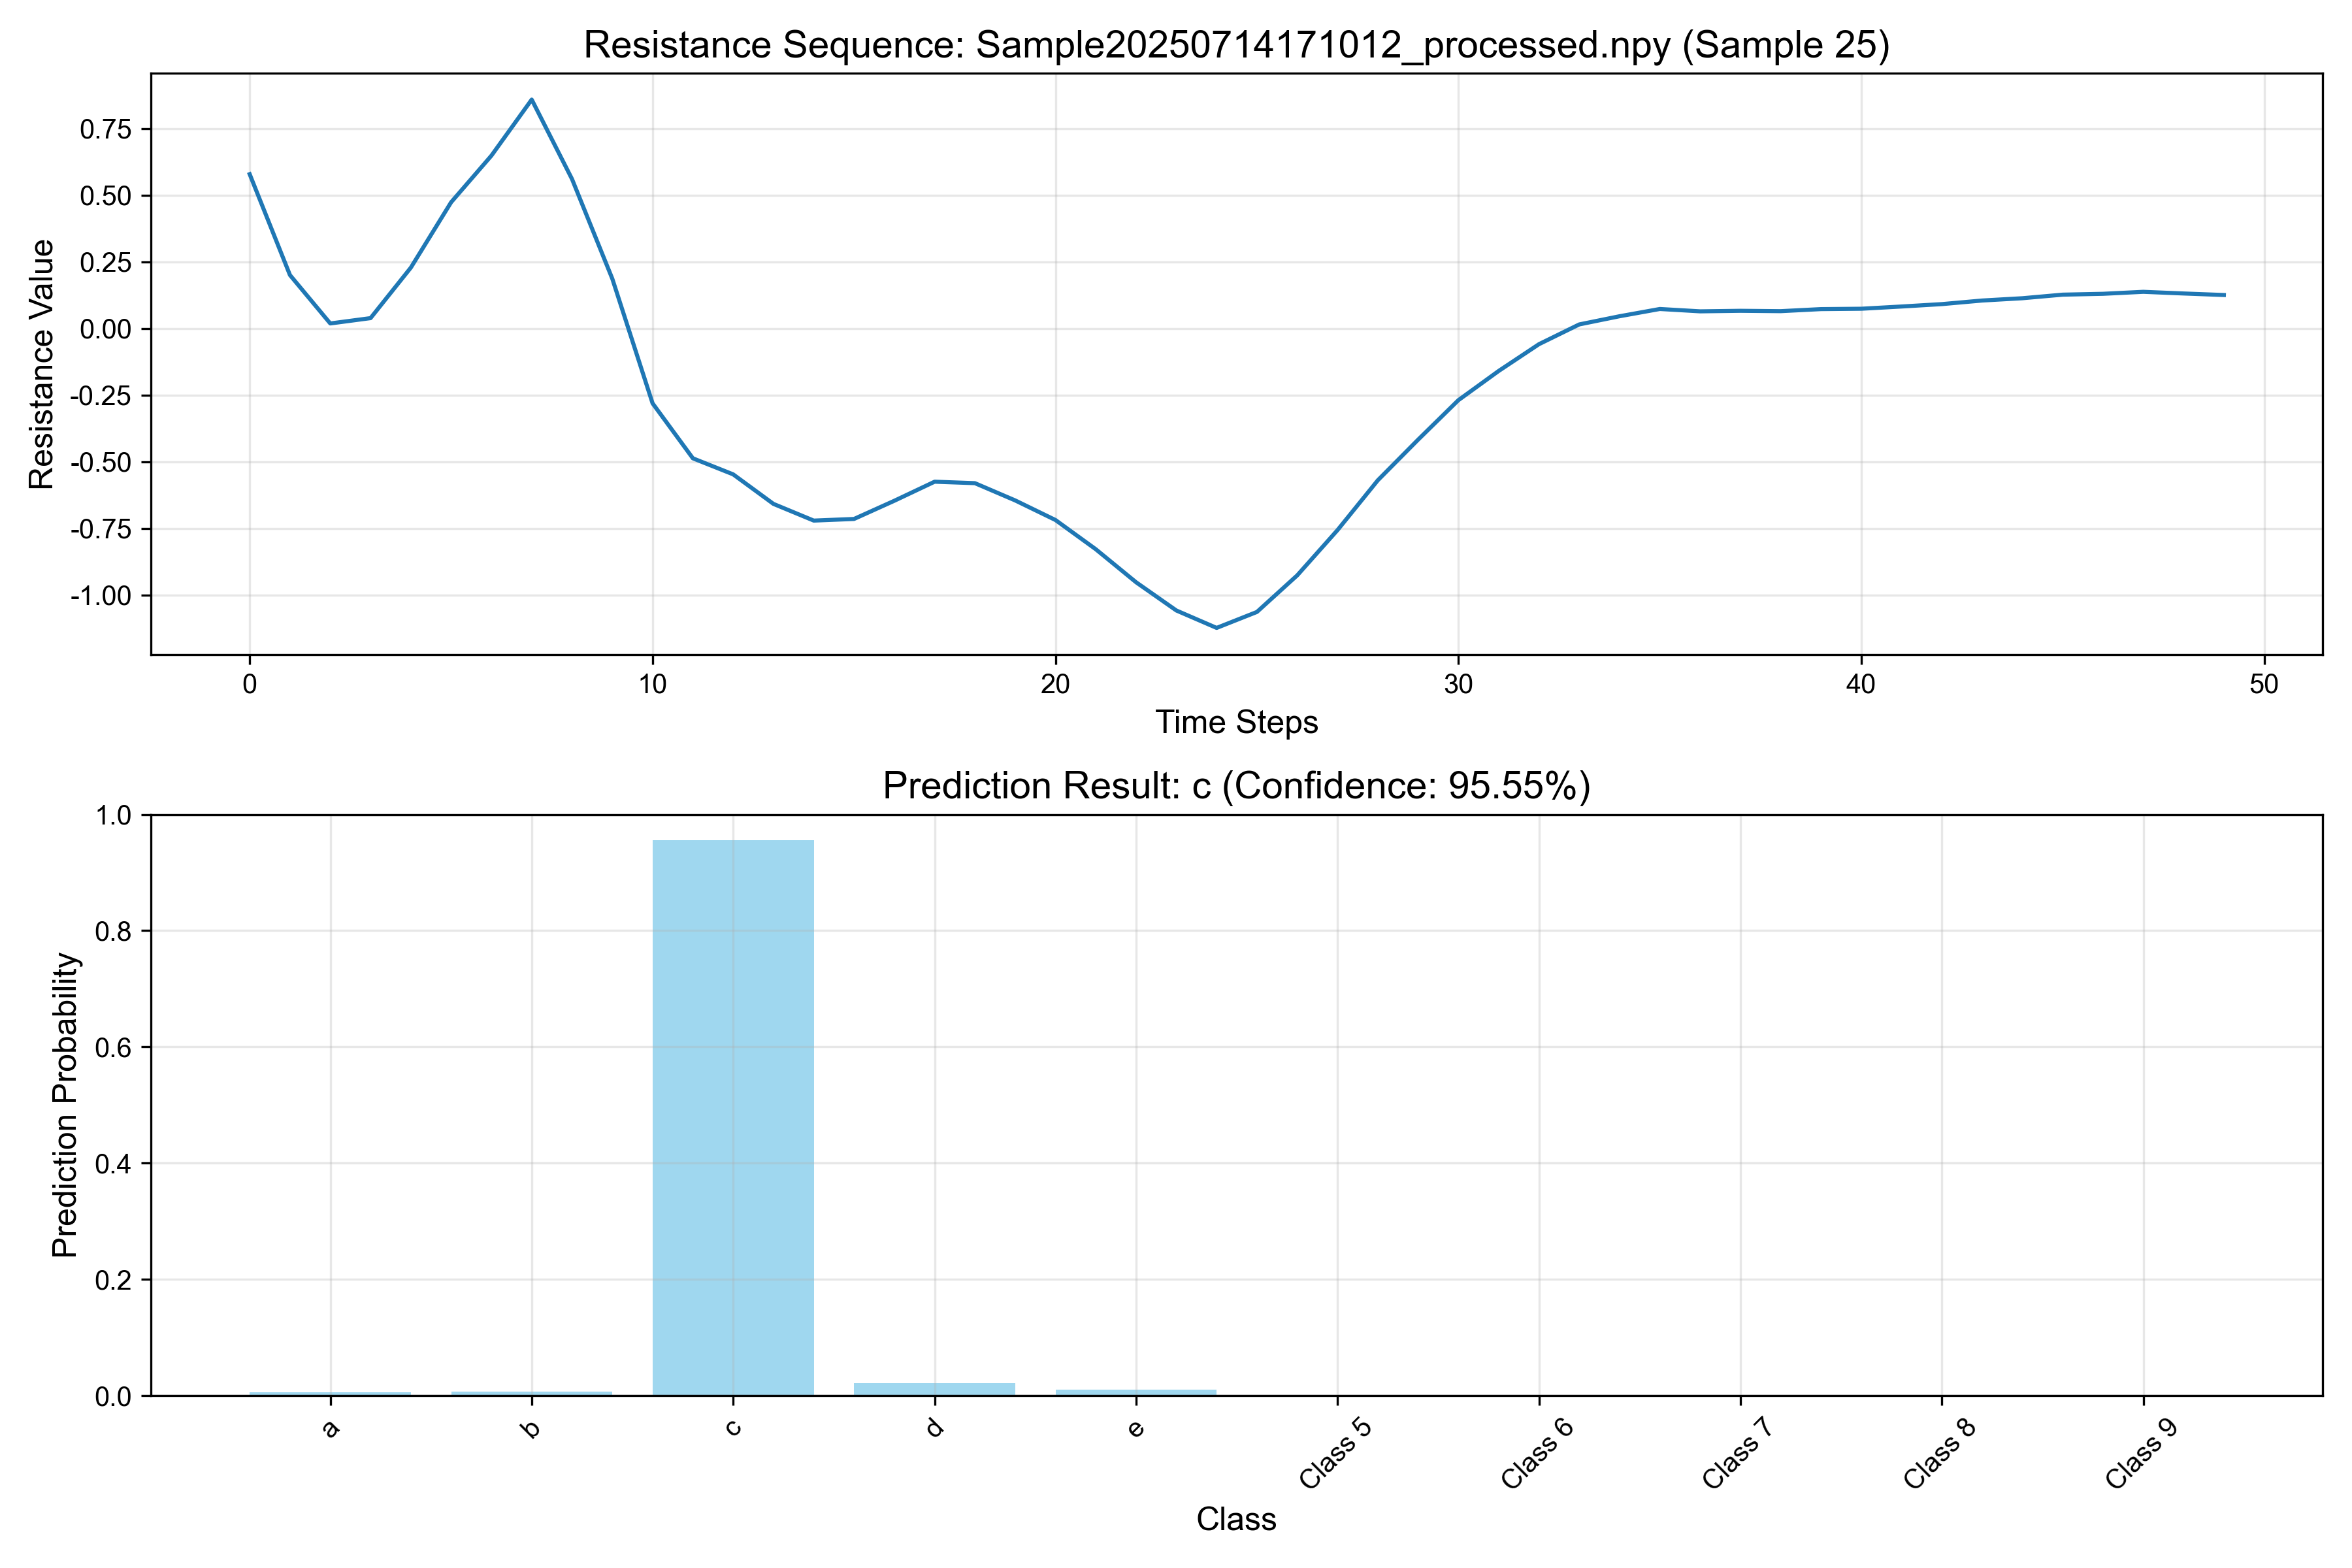 Resistance Sequence: Sample20250714171012_processed.npy (Sample 25)
Resistance Value
0.75
0.50
0.25
0.00
-0.25
-0.50
-0.75
-1.00
0 10 20 30 40 50
Time Steps
Prediction Result: c (Confidence: 95.55%)
Prediction Probability
1.0
0.8
0.6
0.4
0.2
0.0
a b c d e Class 5 Class 6 Class 7 Class 8 Class 9
Class